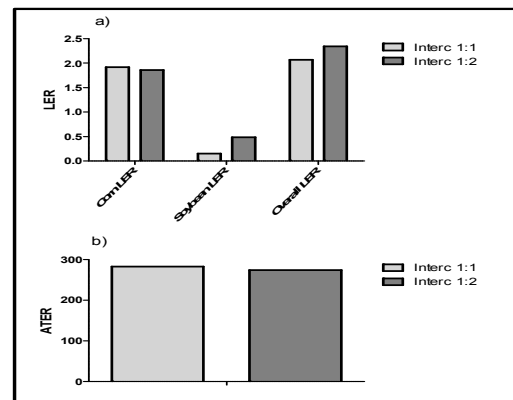 a)
2.5
2.0
1.5
1.0
0.5
0.0
LER
Corn LER
Soybean LER
Overall LER
Interc 1:1
Interc 1:2
b)
300
200
100
0
ATER
Interc 1:1
Interc 1:2